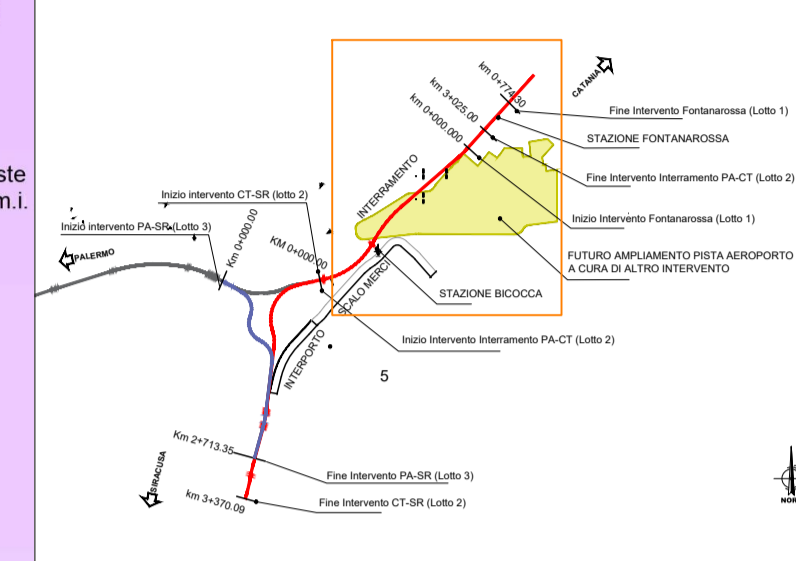 ste
m.i.
CATANIA
km 0+774.30
km 3+025.00
km 0+000.000
Fine Intervento Fontanarossa (Lotto 1)
STAZIONE FONTANAROSSA
Fine Intervento Interramento PA-CT (Lotto 2)
Inizio Intervento Fontanarossa (Lotto 1)
INTERRAMENTO
Inizio intervento CT-SR (lotto 2)
Inizio intervento PA-SR (Lotto 3)
Km 0+000.00
KM 0+000.00
PALERMO
FUTURO AMPLIAMENTO PISTA AEROPORTO
A CURA DI ALTRO INTERVENTO
STAZIONE BICOCCA
SCALO MERCI
INTERPORTO
Inizio Intervento Interramento PA-CT (Lotto 2)
5
Km 2+713.35
SIRACUSA
Fine Intervento PA-SR (Lotto 3)
km 3+370.09
Fine Intervento CT-SR (Lotto 2)